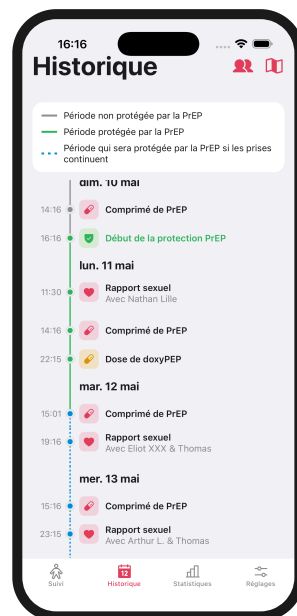 16:16
Historique
Période non protégée par la PrEP
Période protégée par la PrEP
Période qui sera protégée par la PrEP si les prises
continuent
dim. 10 mai
14:16 Comprimé de PrEP
16:16 Début de la protection PrEP
lun. 11 mai
11:30 Rapport sexuel
Avec Nathan Lille
14:16 Comprimé de PrEP
22:15 Dose de doxyPEP
mar. 12 mai
15:01 Comprimé de PrEP
19:16 Rapport sexuel
Avec Eliot XXX & Thomas
mer. 13 mai
15:16 Comprimé de PrEP
23:15 Rapport sexuel
Avec Arthur L. & Thomas
12
Suivi Historique Statistiques Réglages